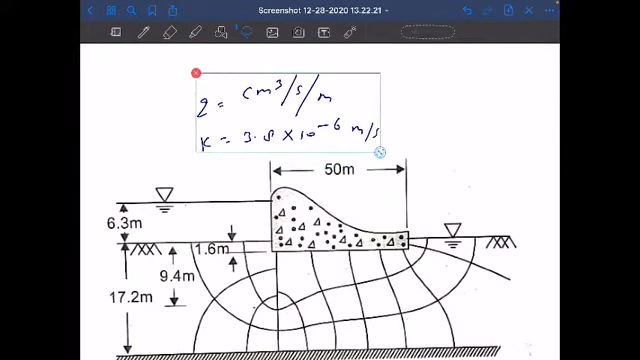 Screenshot 12-28-2020 13.22.21
q = cm³/s/m
K = 3.8 × 10⁻⁶ m/s
50m
6.3m
1.6m
9.4m
17.2m